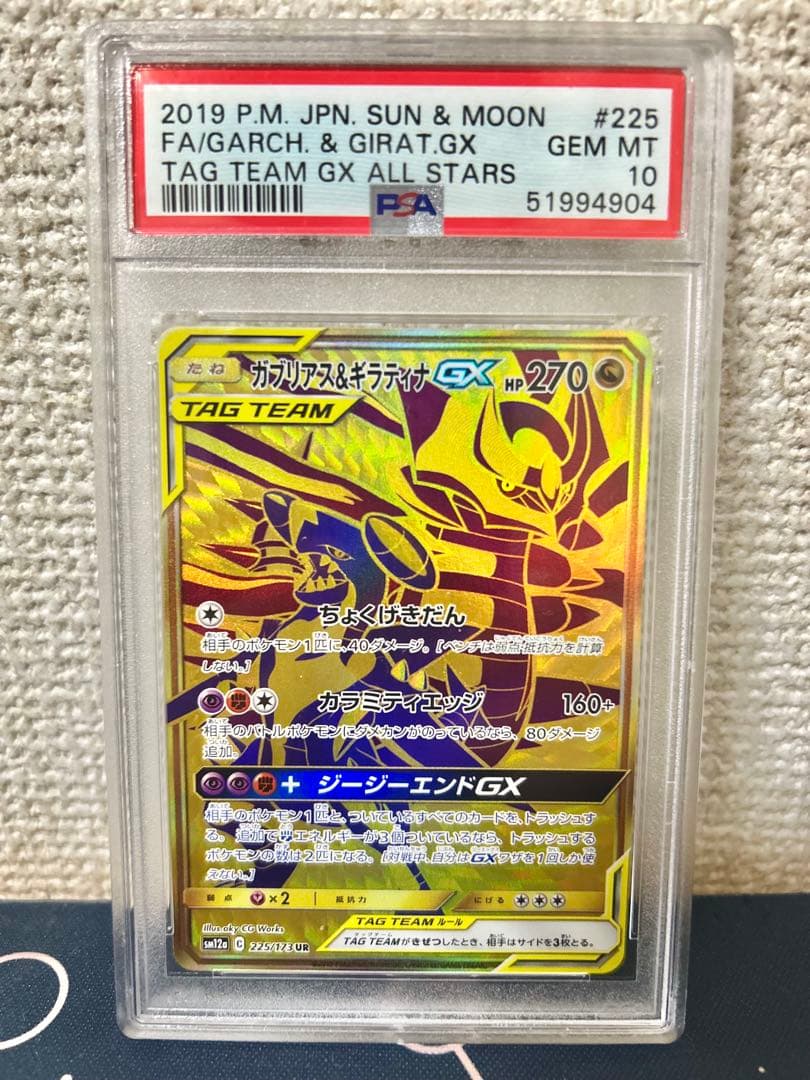 2019 P.M. JPN. SUN & MOON #225
FA/GARCH. & GIRAT.GX GEM MT
TAG TEAM GX ALL STARS 10
PSA 51994904
たね ガブリアス&ギラティナGX HP270
TAG TEAM
ちょくげきだん
相手のポケモン1匹に、40ダメージ。[ベンチは弱点・抵抗力を計算
しない。]
カラミティエッジ 160+
相手のバトルポケモンにダメカンがのっているなら、80ダメージ
追加。
+ ジージーエンドGX
相手のポケモン1匹と、ついているすべてのカードを、トラッシュす
る。追加で エネルギーが3個ついているなら、トラッシュする
ポケモンの数は2匹になる。[対戦中、自分はGXワザを1回しか使
えない。]
弱点 ×2 抵抗力 にげる
Illus. aky CG Works
TAG TEAM ルール
sm12a C 225/173 UR
TAG TEAMがきぜつしたとき、相手はサイドを3枚とる。